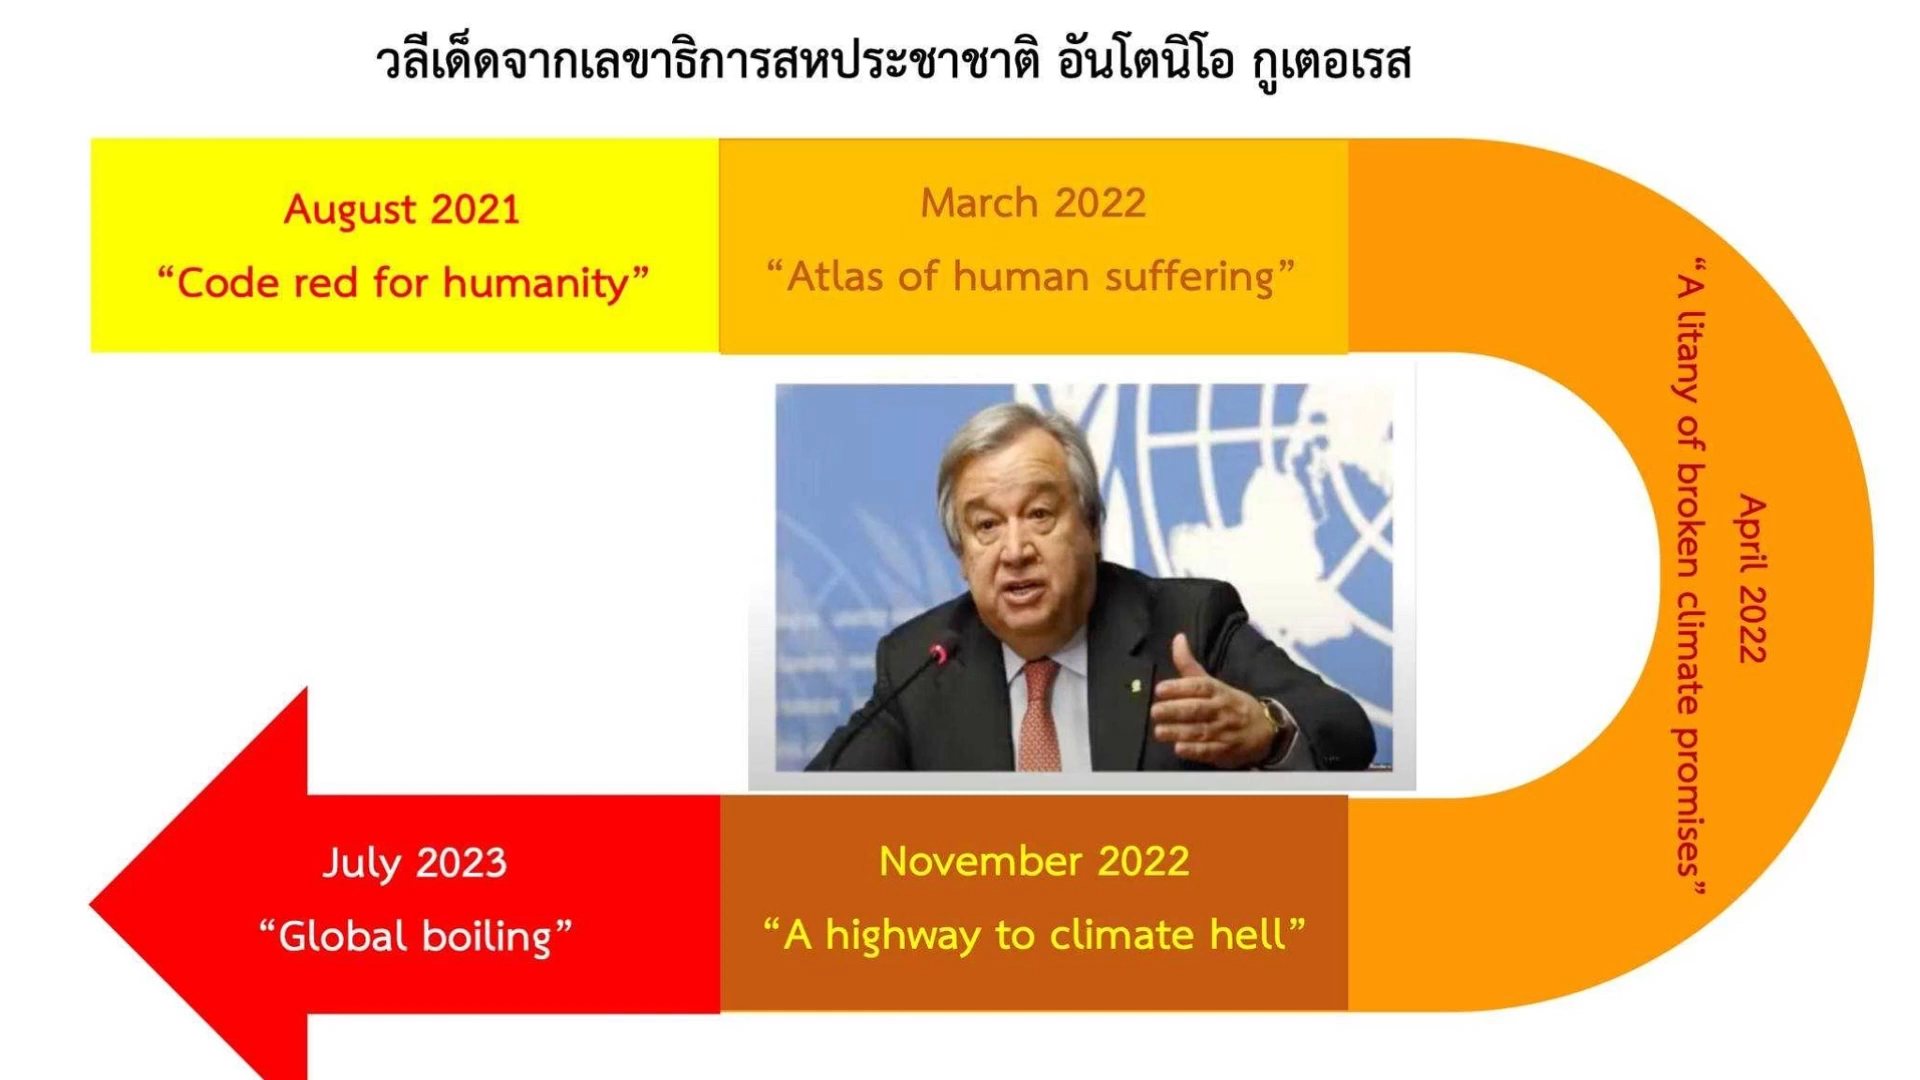 วลีเด็ดจากเลขาธิการสหประชาชาติ อันโตนิโอ กูเตอเรส
August 2021
“Code red for humanity”
March 2022
“Atlas of human suffering”
April 2022
“A litany of broken climate promises”
November 2022
“A highway to climate hell”
July 2023
“Global boiling”